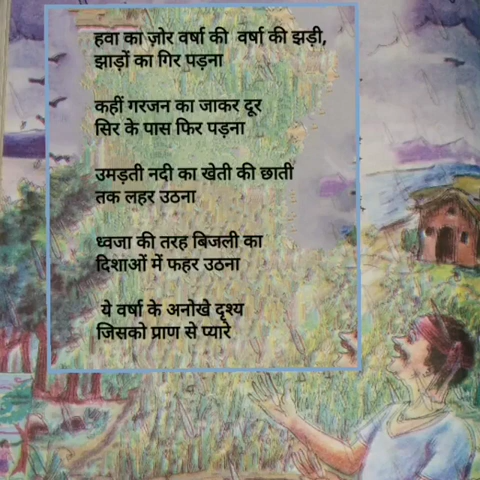 हवा का ज़ोर वर्षा की वर्षा की झड़ी,
झाड़ों का गिर पड़ना
कहीं गरजन का जाकर दूर
सिर के पास फिर पड़ना
उमड़ती नदी का खेती की छाती
तक लहर उठना
ध्वजा की तरह बिजली का
दिशाओं में फहर उठना
ये वर्षा के अनोखे दृश्य
जिसको प्राण से प्यारे